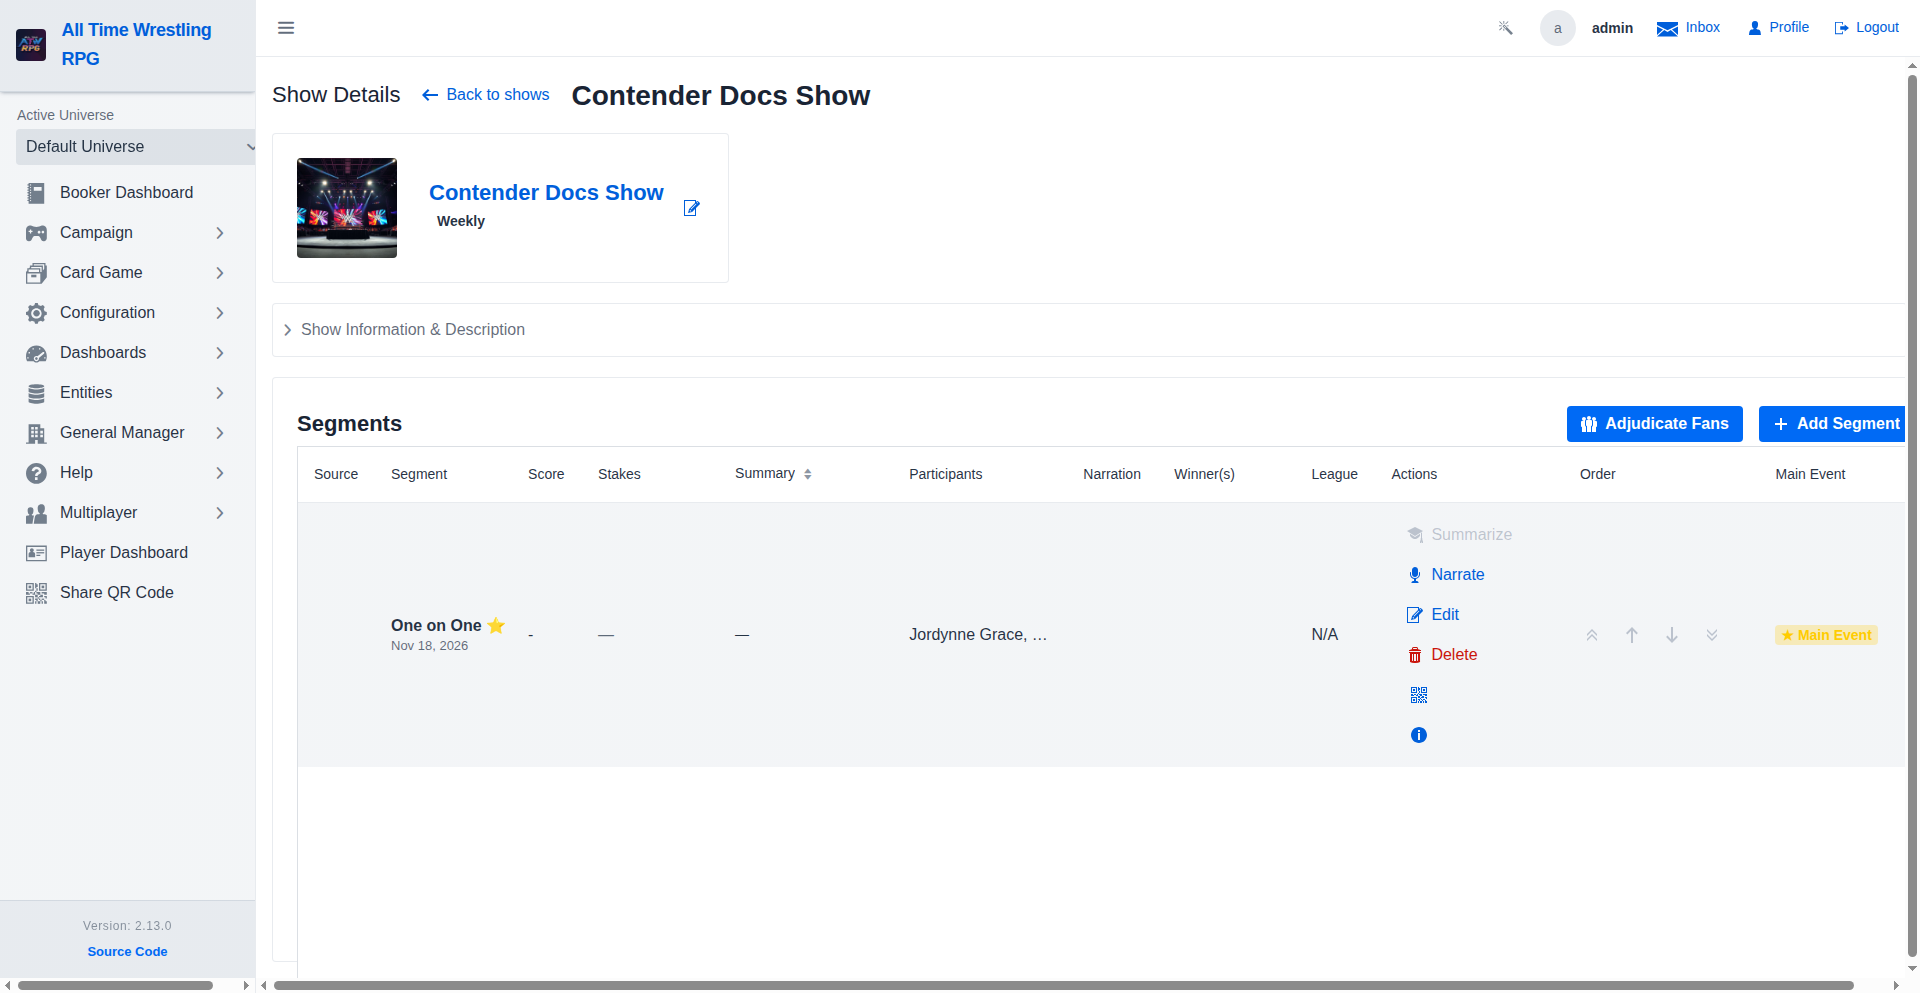 All Time Wrestling
RPG
a
admin
Inbox
Profile
Logout
Active Universe
Default Universe
Booker Dashboard
Campaign
Card Game
Configuration
Dashboards
Entities
General Manager
Help
Multiplayer
Player Dashboard
Share QR Code
Version: 2.13.0
Source Code
Show Details
Back to shows
Contender Docs Show
Contender Docs Show
Weekly
Show Information & Description
Segments
Adjudicate Fans
Add Segment
Source Segment Score Stakes Summary Participants Narration Winner(s) League Actions Order Main Event
One on One ⭐ - — — Jordynne Grace, … N/A
Nov 18, 2026
Summarize
Narrate
Edit
Delete
★ Main Event